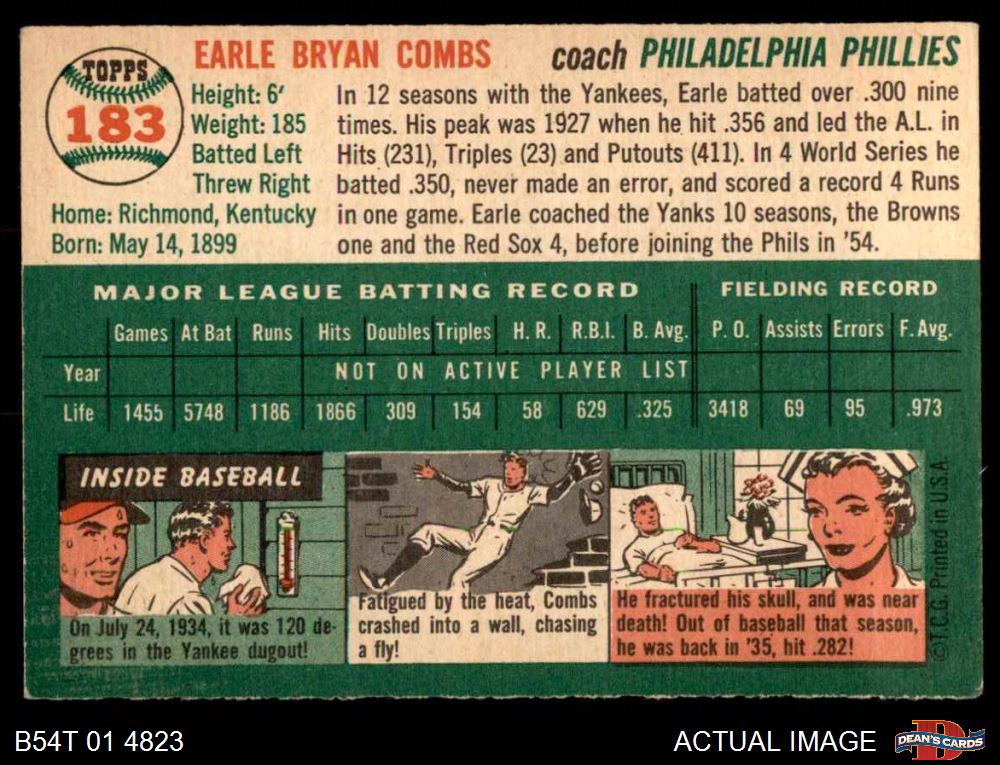 TOPPS
183
EARLE BRYAN COMBS
coach PHILADELPHIA PHILLIES
Height: 6'
Weight: 185
Batted Left
Threw Right
Home: Richmond, Kentucky
Born: May 14, 1899
In 12 seasons with the Yankees, Earle batted over .300 nine
times. His peak was 1927 when he hit .356 and led the A.L. in
Hits (231), Triples (23) and Putouts (411). In 4 World Series he
batted .350, never made an error, and scored a record 4 Runs
in one game. Earle coached the Yanks 10 seasons, the Browns
one and the Red Sox 4, before joining the Phils in '54.
MAJOR LEAGUE BATTING RECORD FIELDING RECORD
Games At Bat Runs Hits Doubles Triples H. R. R.B.I. B. Avg. P. O. Assists Errors F. Avg.
Year NOT ON ACTIVE PLAYER LIST
Life 1455 5748 1186 1866 309 154 58 629 .325 3418 69 95 .973
INSIDE BASEBALL
On July 24, 1934, it was 120 de-
grees in the Yankee dugout!
Fatigued by the heat, Combs
crashed into a wall, chasing
a fly!
He fractured his skull, and was near
death! Out of baseball that season,
he was back in '35, hit .282!
©T.C.G. Printed in U.S.A.
B54T 01 4823
ACTUAL IMAGE
DEAN'S CARDS